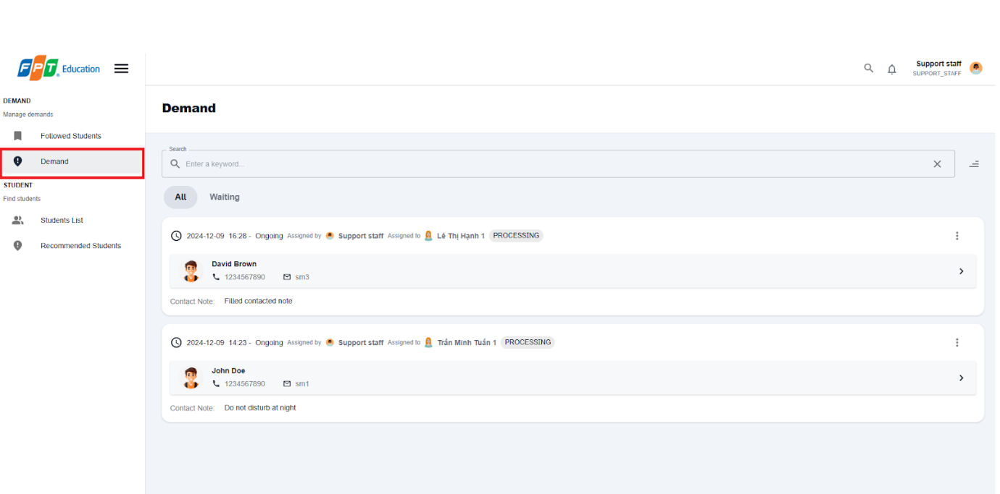 FPT Education
Support staff
SUPPORT_STAFF
DEMAND
Manage demands
Followed Students
Demand
STUDENT
Find students
Students List
Recommended Students
Demand
Search
Enter a keyword...
All Waiting
2024-12-09 16:28 - Ongoing Assigned by Support staff Assigned to Lê Thị Hạnh 1 PROCESSING
David Brown
1234567890 sm3
Contact Note: Filled contacted note
2024-12-09 14:23 - Ongoing Assigned by Support staff Assigned to Trần Minh Tuấn 1 PROCESSING
John Doe
1234567890 sm1
Contact Note: Do not disturb at night